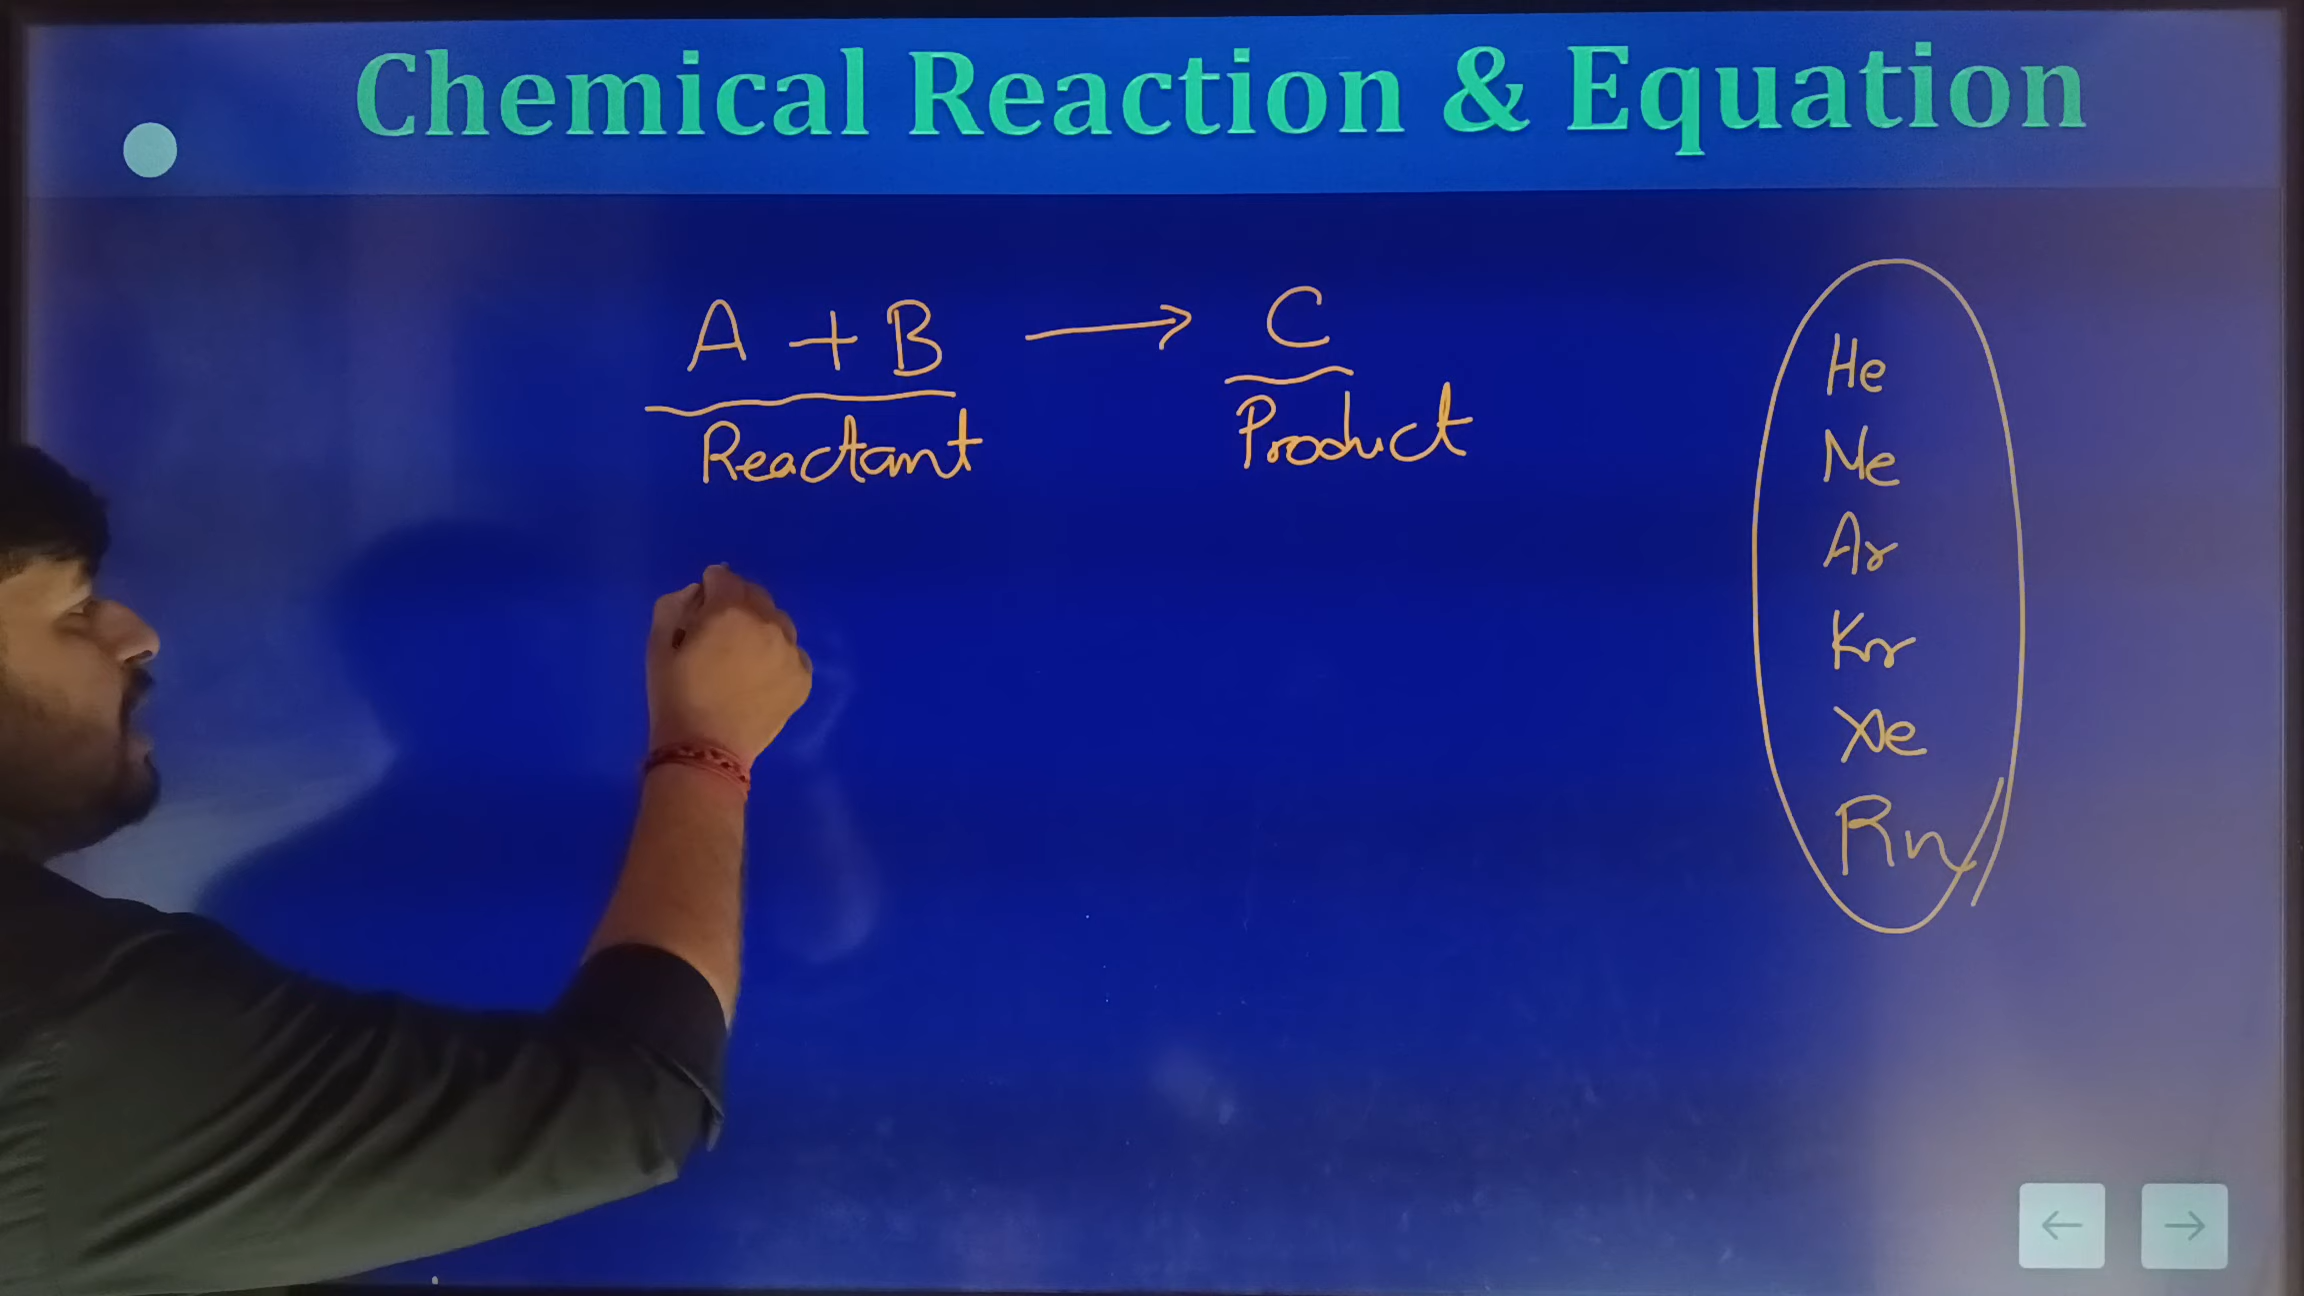 Chemical Reaction & Equation
A + B → C
Reactant Product
He
Ne
Ar
Kr
Xe
Rn